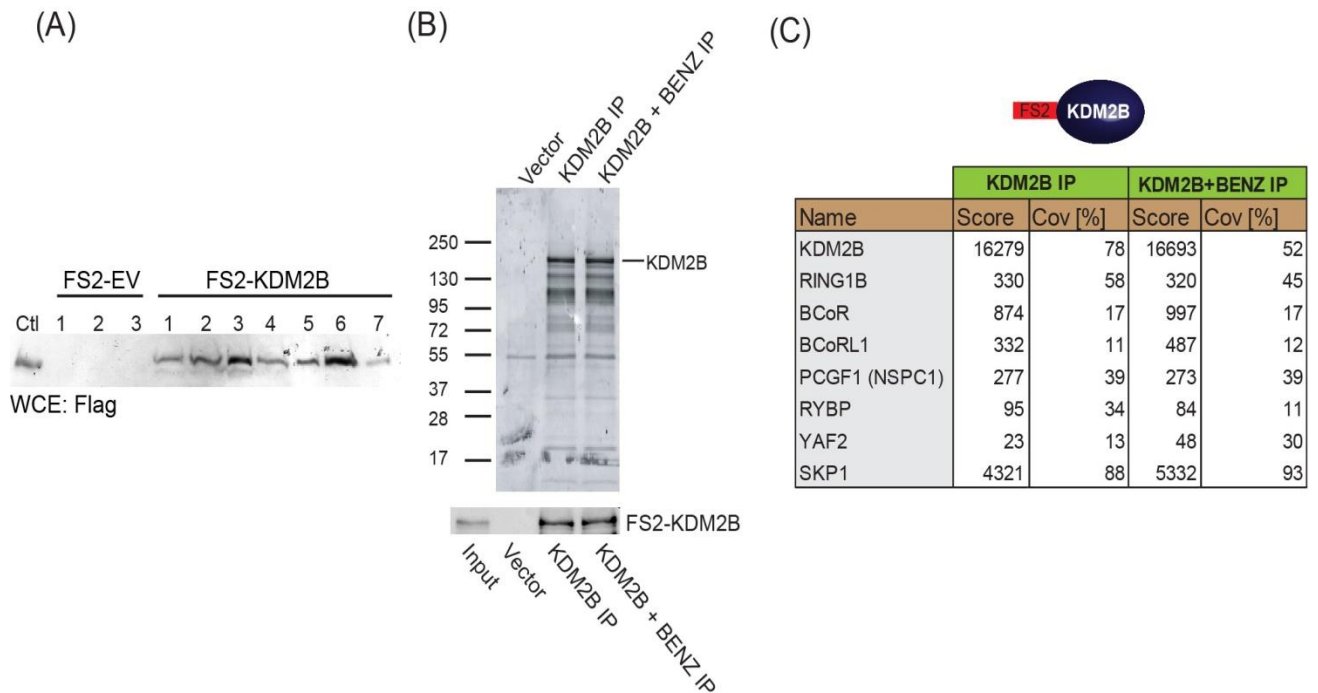 (A)
FS2-EV FS2-KDM2B
Ctl 1 2 3 1 2 3 4 5 6 7
WCE: Flag
(B)
Vector
KDM2B IP
KDM2B + BENZ IP
250
130
95
72
55
37
28
17
KDM2B
FS2-KDM2B
Input
Vector
KDM2B IP
KDM2B + BENZ IP
(C)
FS2 KDM2B
KDM2B IP KDM2B+BENZ IP
Name Score Cov [%] Score Cov [%]
KDM2B 16279 78 16693 52
RING1B 330 58 320 45
BCoR 874 17 997 17
BCoRL1 332 11 487 12
PCGF1 (NSPC1) 277 39 273 39
RYBP 95 34 84 11
YAF2 23 13 48 30
SKP1 4321 88 5332 93